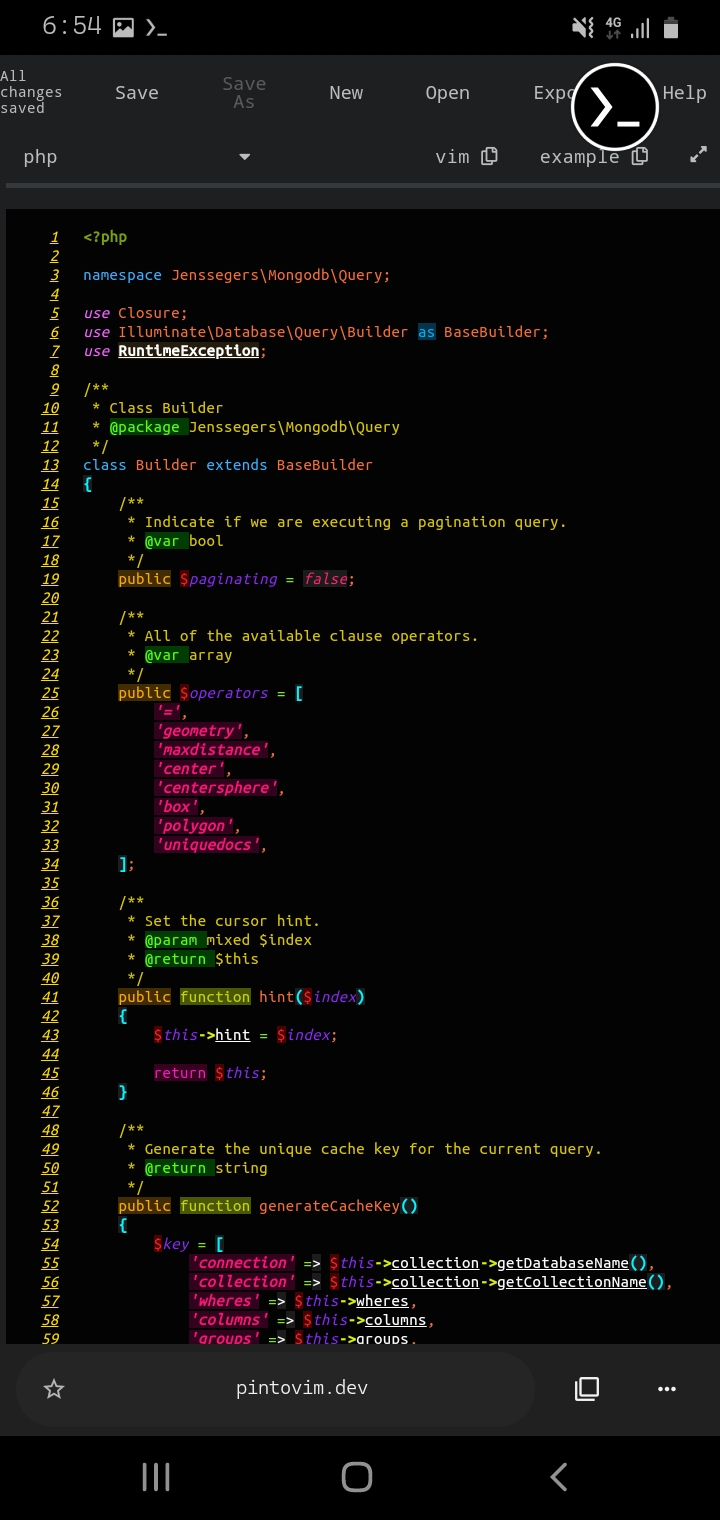 6:54
4G
All changes saved
Save
Save As
New
Open
Expo
Help
php
vim
example
1 <?php
2
3 namespace Jenssegers\Mongodb\Query;
4
5 use Closure;
6 use Illuminate\Database\Query\Builder as BaseBuilder;
7 use RuntimeException;
8
9 /**
10 * Class Builder
11 * @package Jenssegers\Mongodb\Query
12 */
13 class Builder extends BaseBuilder
14 {
15 /**
16 * Indicate if we are executing a pagination query.
17 * @var bool
18 */
19 public $paginating = false;
20
21 /**
22 * All of the available clause operators.
23 * @var array
24 */
25 public $operators = [
26 '=',
27 'geometry',
28 'maxdistance',
29 'center',
30 'centersphere',
31 'box',
32 'polygon',
33 'uniquedocs',
34 ];
35
36 /**
37 * Set the cursor hint.
38 * @param mixed $index
39 * @return $this
40 */
41 public function hint($index)
42 {
43 $this->hint = $index;
44
45 return $this;
46 }
47
48 /**
49 * Generate the unique cache key for the current query.
50 * @return string
51 */
52 public function generateCacheKey()
53 {
54 $key = [
55 'connection' => $this->collection->getDatabaseName(),
56 'collection' => $this->collection->getCollectionName(),
57 'wheres' => $this->wheres,
58 'columns' => $this->columns,
59 'groups' => $this->groups,
pintovim.dev